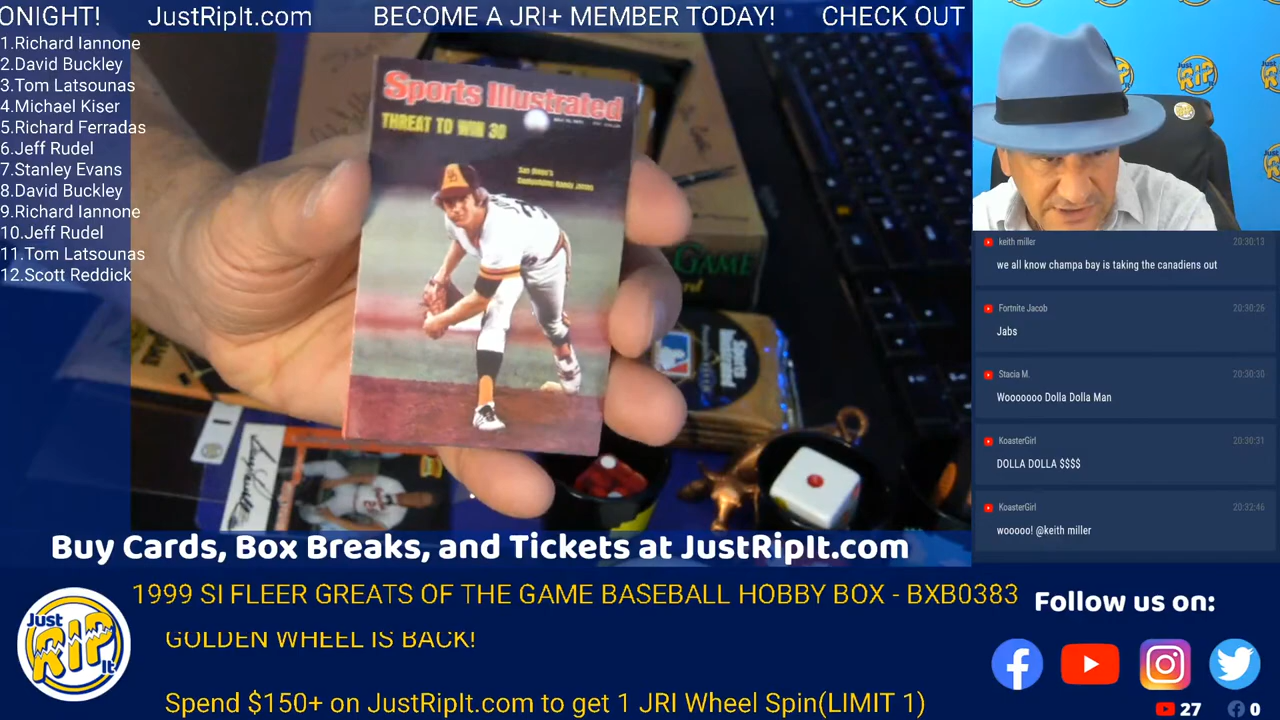 ONIGHT! JustRipIt.com BECOME A JRI+ MEMBER TODAY! CHECK OUT
1.Richard Iannone
2.David Buckley
3.Tom Latsounas
4.Michael Kiser
5.Richard Ferradas
6.Jeff Rudel
7.Stanley Evans
8.David Buckley
9.Richard Iannone
10.Jeff Rudel
11.Tom Latsounas
12.Scott Reddick
Sports Illustrated
THREAT TO WIN 30
San Diego's
Randy Jones
GAME
Sports Illustrated
keith miller 20:30:13
we all know champa bay is taking the canadiens out
Fortnite Jacob 20:30:26
Jabs
Stacia M. 20:30:30
Wooooooo Dolla Dolla Man
KoasterGirl 20:30:31
DOLLA DOLLA $$$$
KoasterGirl 20:32:46
wooooo! @keith miller
Buy Cards, Box Breaks, and Tickets at JustRipIt.com
1999 SI FLEER GREATS OF THE GAME BASEBALL HOBBY BOX - BXB0383
GOLDEN WHEEL IS BACK!
Spend $150+ on JustRipIt.com to get 1 JRI Wheel Spin(LIMIT 1)
Just
RIP
It
Follow us on:
27 0